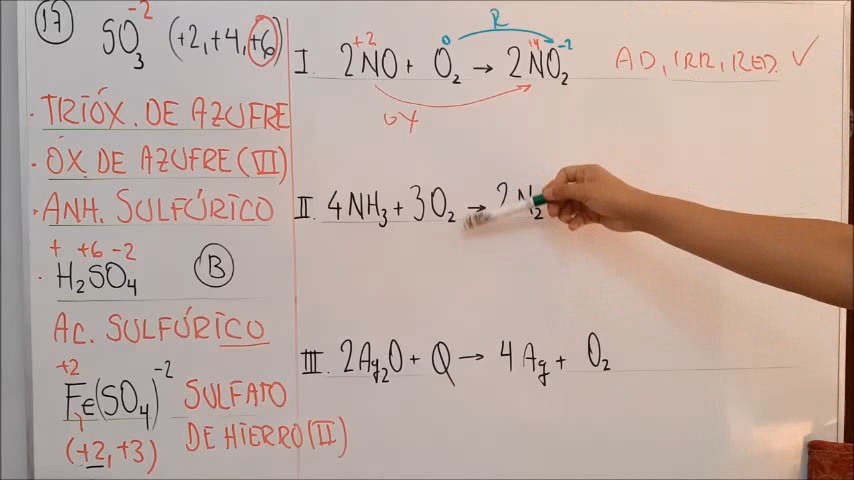 17 SO₃ -2 (+2, +4, +6)
· TRIÓX. DE AZUFRE
· ÓX. DE AZUFRE (VI)
· ANH. SULFÚRICO
+ +6 -2
· H₂SO₄ B
AC. SULFÚRICO
+2 -2
Fe(SO₄) SULFATO
(+2, +3) DE HIERRO (II)
R
+2 0 +4 -2
I. 2NO + O₂ → 2NO₂ AD, IRR, RED. ✓
OX
II. 4NH₃ + 3O₂ → 2N₂
III. 2Ag₂O + Q → 4Ag + O₂